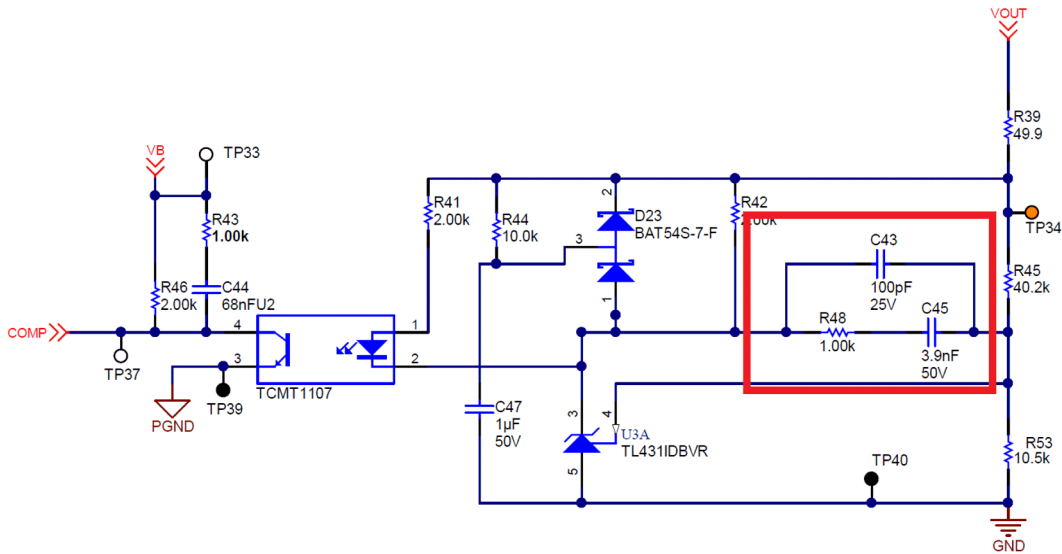 VOUT
R39
49.9
VB
TP33
R41
2.00k
R44
10.0k
2
D23
BAT54S-7-F
3
1
R42
2.00k
TP34
R43
1.00k
C43
100pF
25V
R45
40.2k
R46
2.00k
C44
68nFU2
R48
1.00k
C45
3.9nF
50V
COMP
4
1
3
2
TP37
TP39
TCMT1107
PGND
C47
1µF
50V
3
4
U3A
TL431IDBVR
5
R53
10.5k
TP40
GND